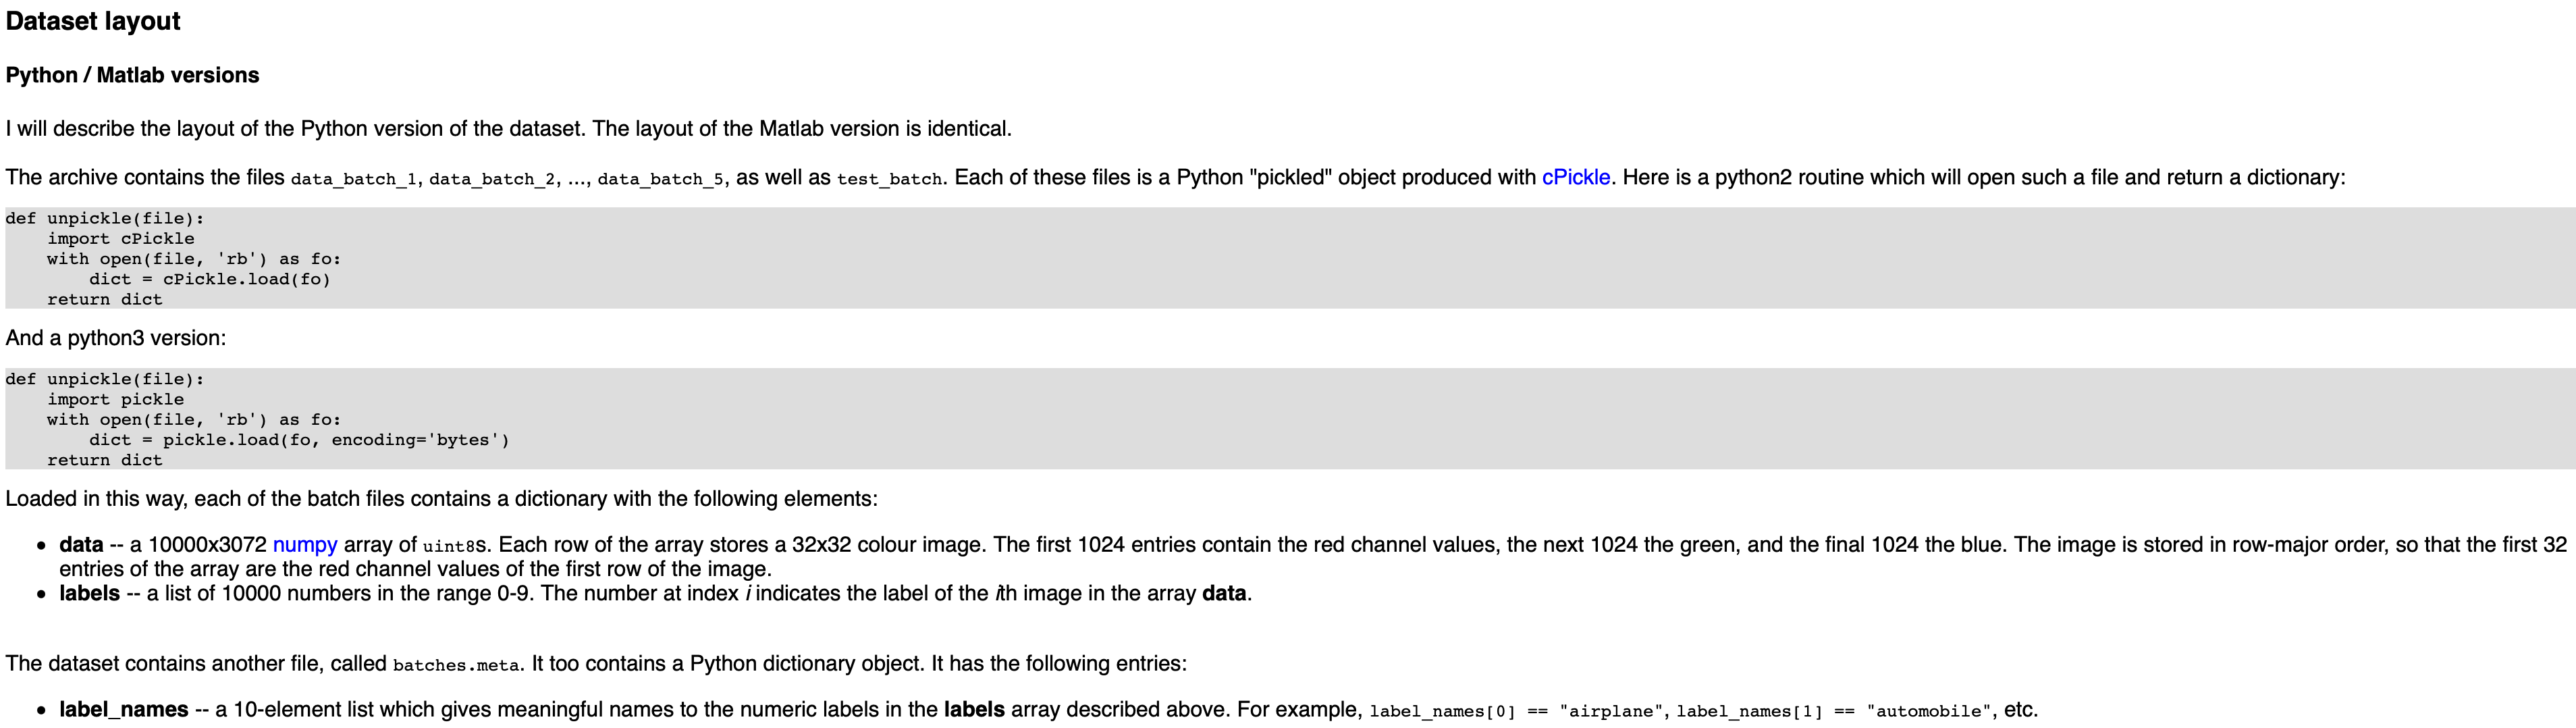 Dataset layout
Python / Matlab versions
I will describe the layout of the Python version of the dataset. The layout of the Matlab version is identical.
The archive contains the files data_batch_1, data_batch_2, ..., data_batch_5, as well as test_batch. Each of these files is a Python "pickled" object produced with cPickle. Here is a python2 routine which will open such a file and return a dictionary:
def unpickle(file):
    import cPickle
    with open(file, 'rb') as fo:
        dict = cPickle.load(fo)
    return dict
And a python3 version:
def unpickle(file):
    import pickle
    with open(file, 'rb') as fo:
        dict = pickle.load(fo, encoding='bytes')
    return dict
Loaded in this way, each of the batch files contains a dictionary with the following elements:
• data -- a 10000x3072 numpy array of uint8s. Each row of the array stores a 32x32 colour image. The first 1024 entries contain the red channel values, the next 1024 the green, and the final 1024 the blue. The image is stored in row-major order, so that the first 32
entries of the array are the red channel values of the first row of the image.
• labels -- a list of 10000 numbers in the range 0-9. The number at index i indicates the label of the ith image in the array data.
The dataset contains another file, called batches.meta. It too contains a Python dictionary object. It has the following entries:
• label_names -- a 10-element list which gives meaningful names to the numeric labels in the labels array described above. For example, label_names[0] == "airplane", label_names[1] == "automobile", etc.